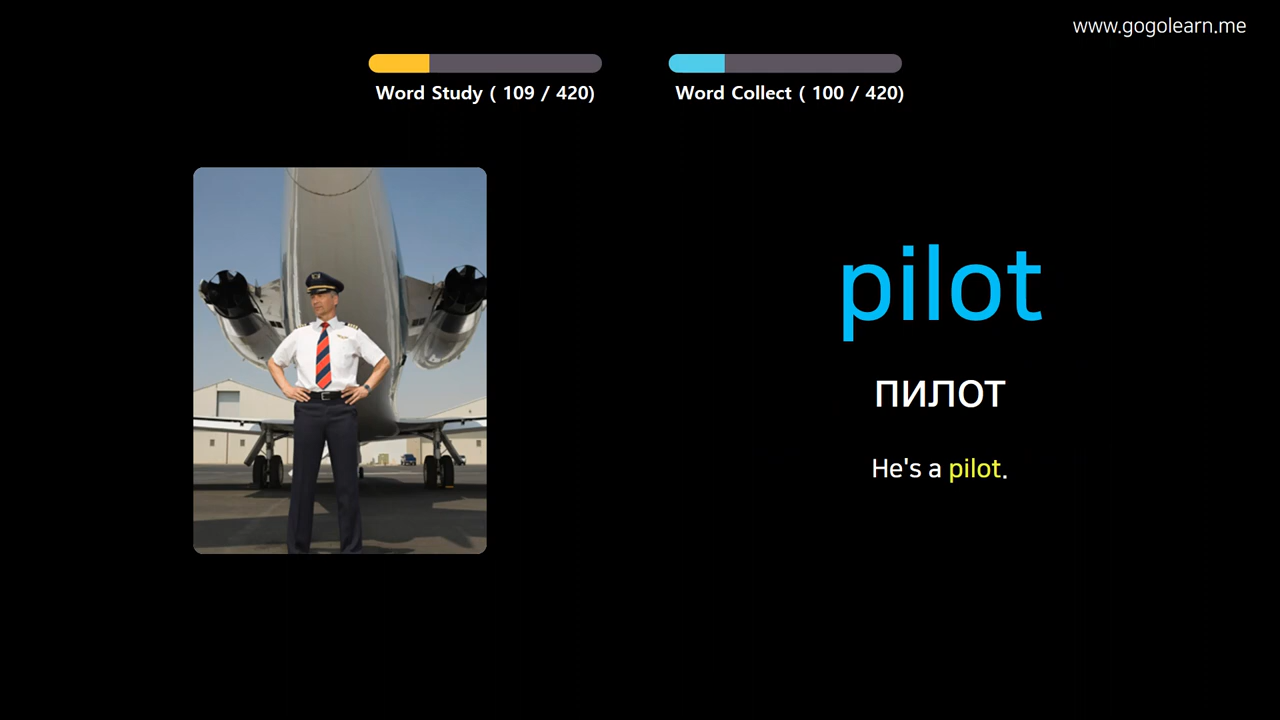 www.gogolearn.me
Word Study ( 109 / 420)
Word Collect ( 100 / 420)
pilot
пилот
He's a pilot.